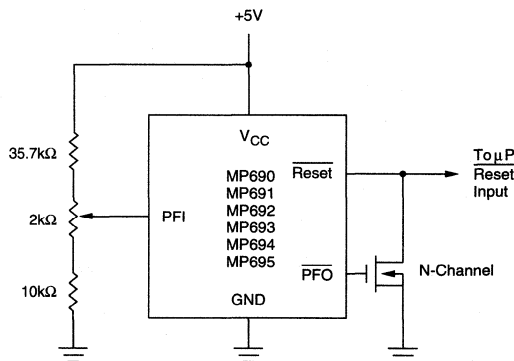 +5V
VCC
35.7kΩ
MP690
MP691
MP692
MP693
MP694
MP695
Reset
To μP
Reset
Input
2kΩ
PFI
10kΩ
PFO
N-Channel
GND